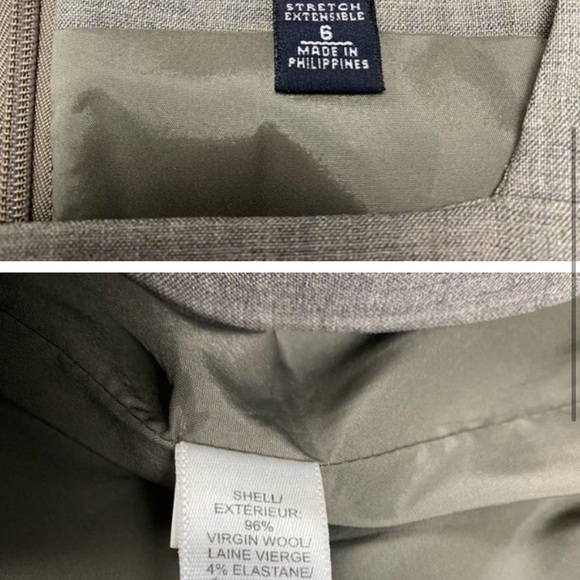 STRETCH
EXTENSIBLE
6
MADE IN
PHILIPPINES
SHELL/
EXTÉRIEUR:
96%
VIRGIN WOOL/
LAINE VIERGE
4% ELASTANE/